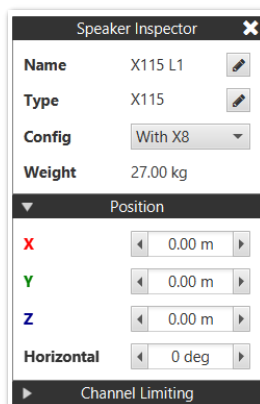 Speaker Inspector
Name X115 L1
Type X115
Config With X8
Weight 27.00 kg
Position
X 0.00 m
Y 0.00 m
Z 0.00 m
Horizontal 0 deg
Channel Limiting